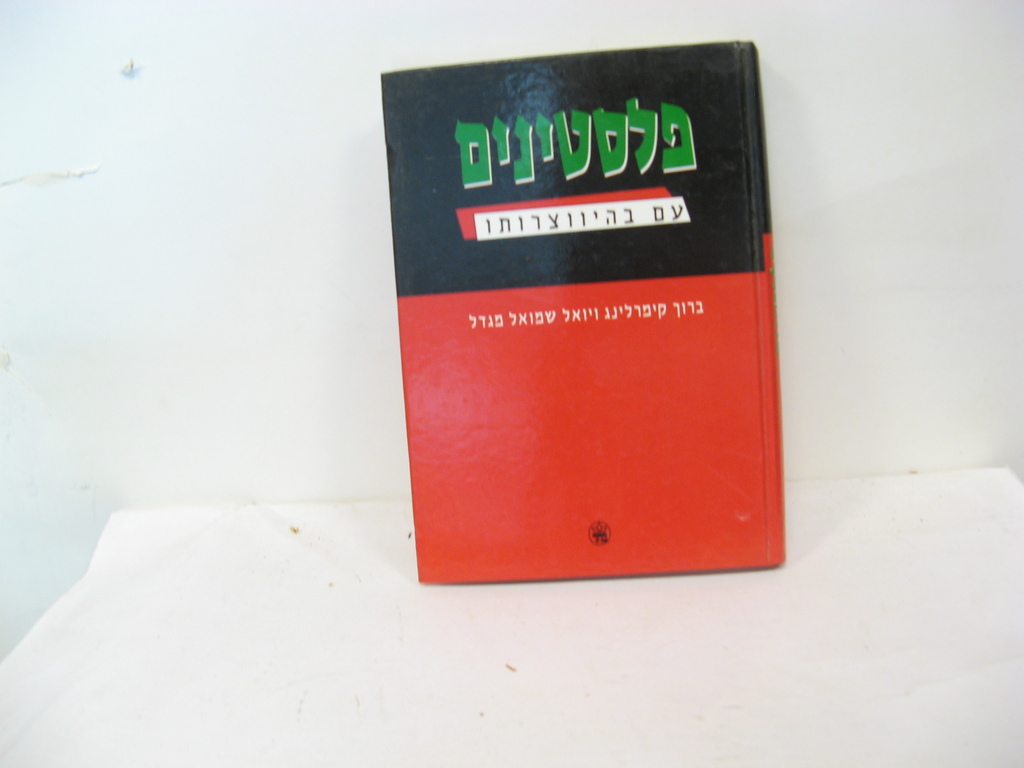 פלסטינים
עם בהיווצרותו
ברוך קימרלינג ויואל שמואל מגדל